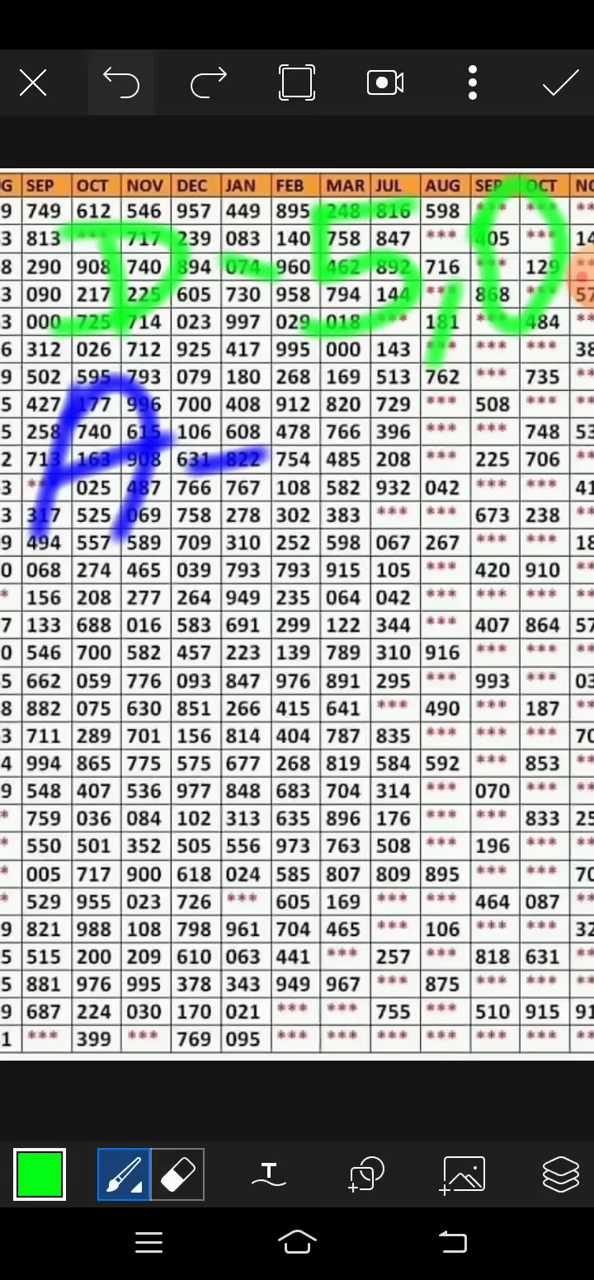 G SEP OCT NOV DEC JAN FEB MAR JUL AUG SEP OCT NO
9 749 612 546 957 449 895 248 816 598 *** *** **
3 813 *** 717 239 083 140 758 847 *** 405 *** 14
8 290 908 740 894 074 960 462 892 716 *** 129 **
3 090 217 225 605 730 958 794 144 *** 868 *** 57
3 000 725 714 023 997 029 018 *** 181 *** 484 **
6 312 026 712 925 417 995 000 143 *** *** *** 38
9 502 595 793 079 180 268 169 513 762 *** 735 **
5 427 177 996 700 408 912 820 729 *** 508 *** **
5 258 740 615 106 608 478 766 396 *** *** 748 53
2 713 163 908 631 822 754 485 208 *** 225 706 **
3 *** 025 487 766 767 108 582 932 042 *** *** 41
3 317 525 069 758 278 302 383 *** *** 673 238 **
9 494 557 589 709 310 252 598 067 267 *** *** 18
0 068 274 465 039 793 793 915 105 *** 420 910 **
* 156 208 277 264 949 235 064 042 *** *** *** **
7 133 688 016 583 691 299 122 344 *** 407 864 57
0 546 700 582 457 223 139 789 310 916 *** *** **
5 662 059 776 093 847 976 891 295 *** 993 *** 03
8 882 075 630 851 266 415 641 *** 490 *** 187 **
3 711 289 701 156 814 404 787 835 *** *** *** 70
4 994 865 775 575 677 268 819 584 592 *** 853 **
9 548 407 536 977 848 683 704 314 *** 070 *** **
* 759 036 084 102 313 635 896 176 *** *** 833 25
* 550 501 352 505 556 973 763 508 *** 196 *** **
* 005 717 900 618 024 585 807 809 895 *** *** 70
* 529 955 023 726 *** 605 169 *** *** 464 087 **
9 821 988 108 798 961 704 465 *** 106 *** *** 32
5 515 200 209 610 063 441 *** 257 *** 818 631 **
5 881 976 995 378 343 949 967 *** 875 *** *** **
9 687 224 030 170 021 *** *** 755 *** 510 915 91
1 *** 399 *** 769 095 *** *** *** *** *** *** **
D-5,0
A-
T